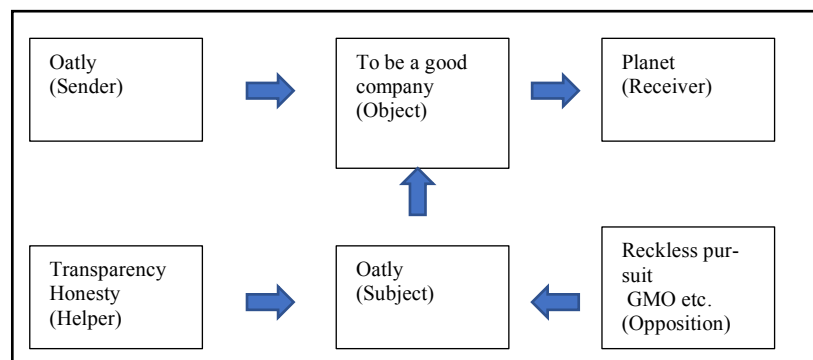 Oatly
(Sender)
To be a good
company
(Object)
Planet
(Receiver)
Transparency
Honesty
(Helper)
Oatly
(Subject)
Reckless pur-
suit
GMO etc.
(Opposition)